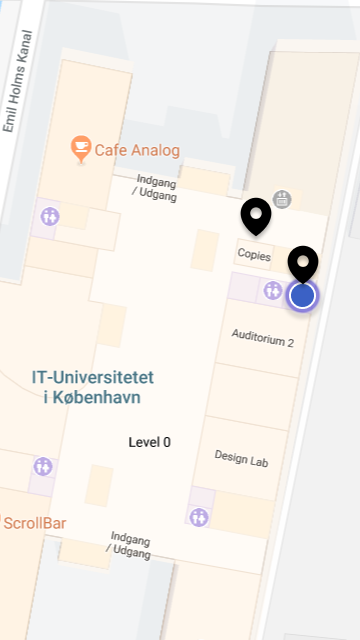 Emil Holms Kanal
Cafe Analog
Indgang
/ Udgang
Copies
Auditorium 2
IT-Universitetet
i København
Level 0
Design Lab
ScrollBar
Indgang
/ Udgang